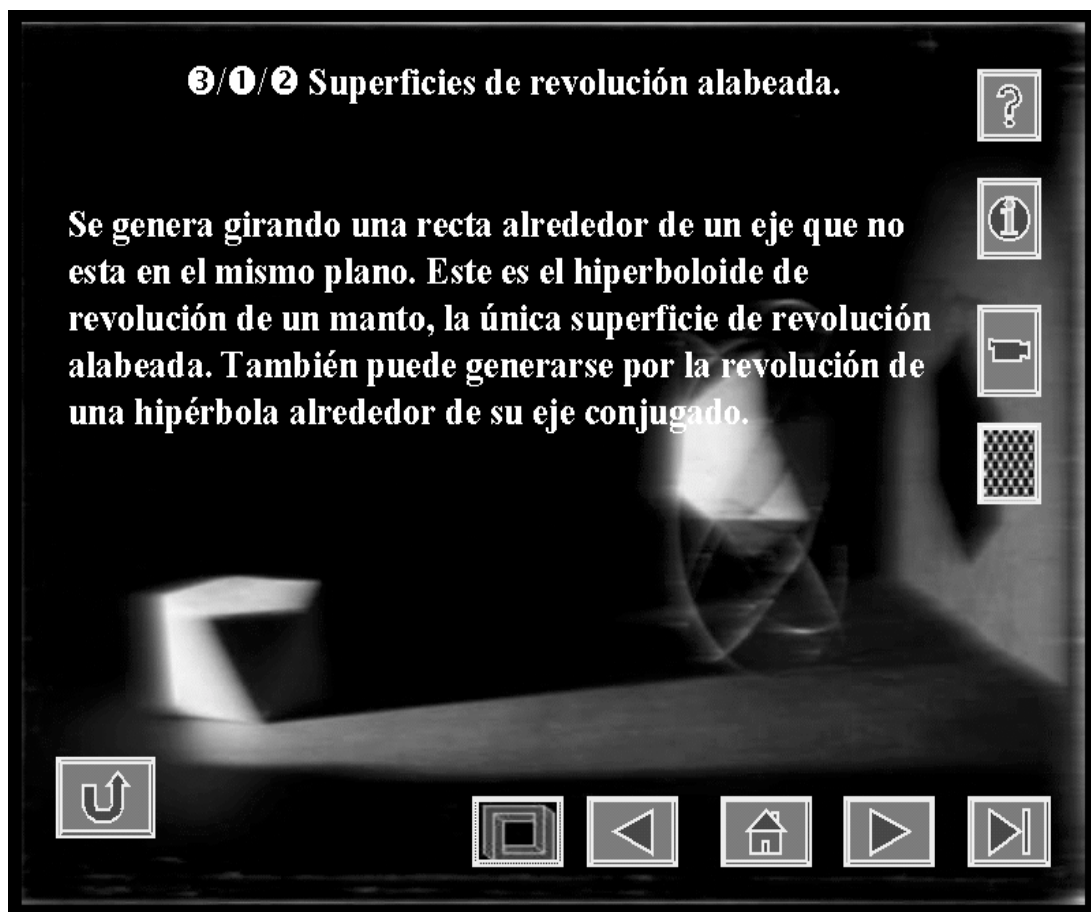 ❸/❶/❷ Superficies de revolución alabeada.
Se genera girando una recta alrededor de un eje que no
esta en el mismo plano. Este es el hiperboloide de
revolución de un manto, la única superficie de revolución
alabeada. También puede generarse por la revolución de
una hipérbola alrededor de su eje conjugado.